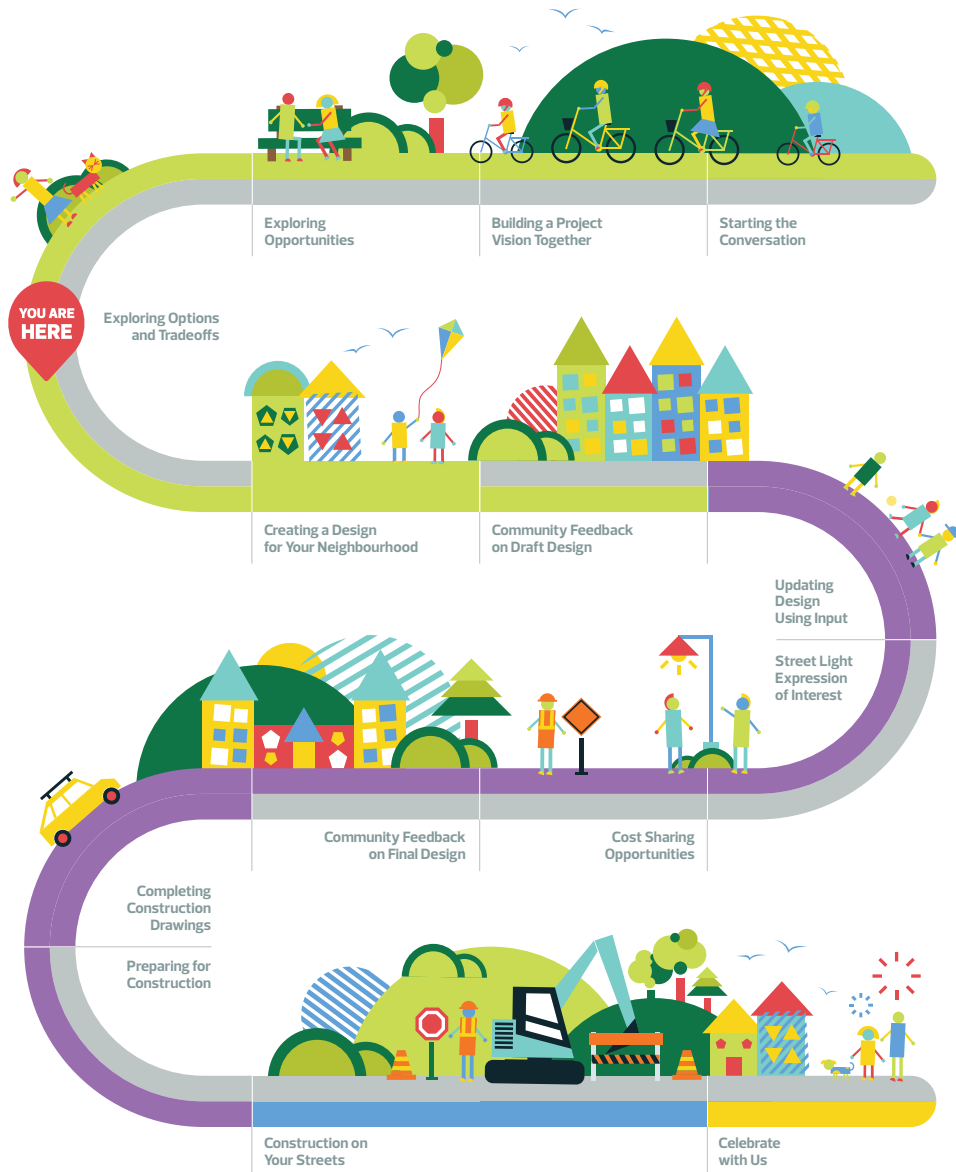 Exploring
Opportunities
Building a Project
Vision Together
Starting the
Conversation
YOU ARE
HERE
Exploring Options
and Tradeoffs
Creating a Design
for Your Neighbourhood
Community Feedback
on Draft Design
Updating
Design
Using Input
Street Light
Expression
of Interest
Community Feedback
on Final Design
Cost Sharing
Opportunities
Completing
Construction
Drawings
Preparing for
Construction
Construction on
Your Streets
Celebrate
with Us